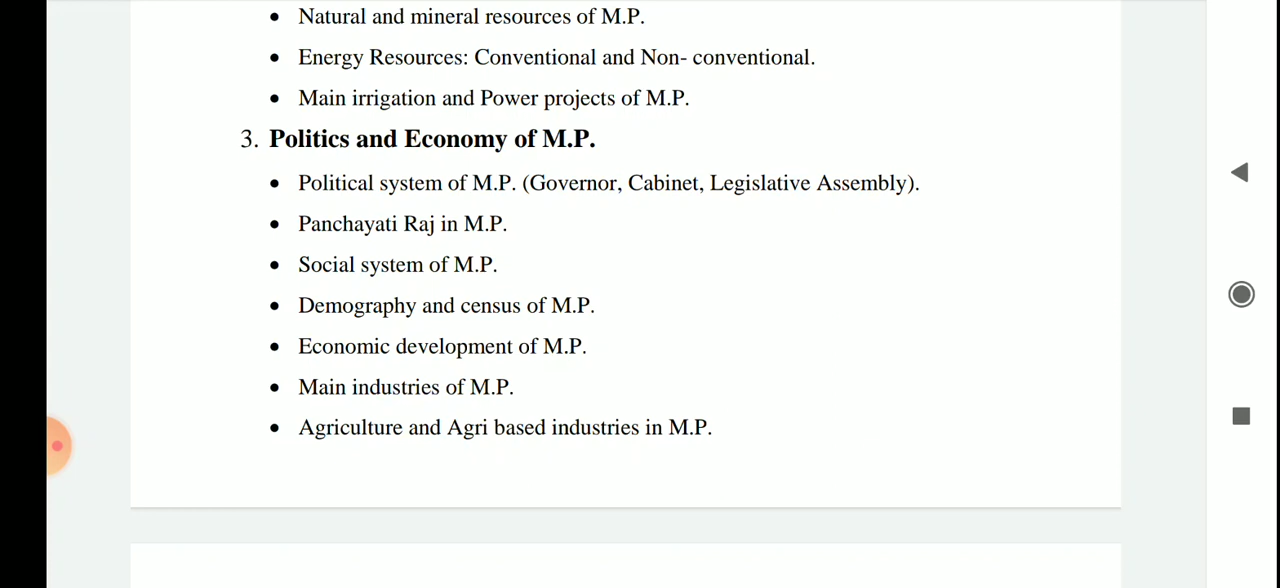 • Natural and mineral resources of M.P.
• Energy Resources: Conventional and Non- conventional.
• Main irrigation and Power projects of M.P.
3. Politics and Economy of M.P.
• Political system of M.P. (Governor, Cabinet, Legislative Assembly).
• Panchayati Raj in M.P.
• Social system of M.P.
• Demography and census of M.P.
• Economic development of M.P.
• Main industries of M.P.
• Agriculture and Agri based industries in M.P.